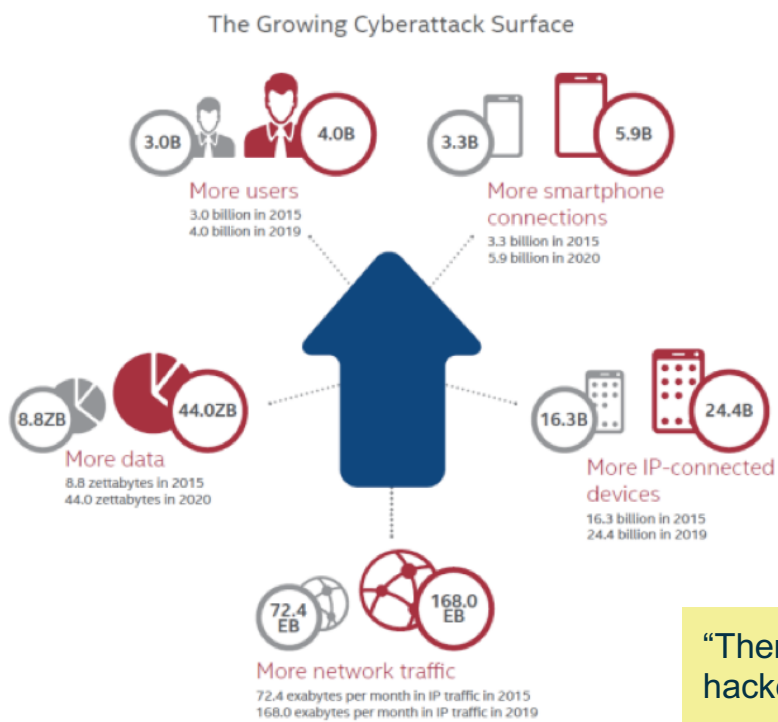 The Growing Cyberattack Surface
3.0B
4.0B
More users
3.0 billion in 2015
4.0 billion in 2019
3.3B
5.9B
More smartphone
connections
3.3 billion in 2015
5.9 billion in 2020
8.8ZB
44.0ZB
More data
8.8 zettabytes in 2015
44.0 zettabytes in 2020
16.3B
24.4B
More IP-connected
devices
16.3 billion in 2015
24.4 billion in 2019
72.4
EB
168.0
EB
More network traffic
72.4 exabytes per month in IP traffic in 2015
168.0 exabytes per month in IP traffic in 2019